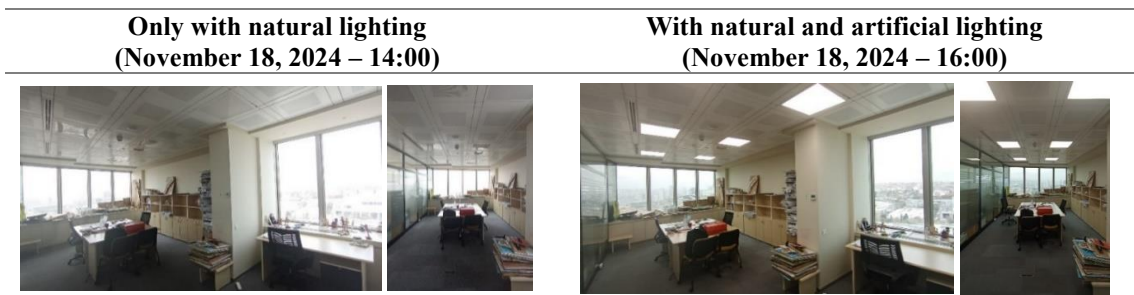 Only with natural lighting
(November 18, 2024 – 14:00)
With natural and artificial lighting
(November 18, 2024 – 16:00)